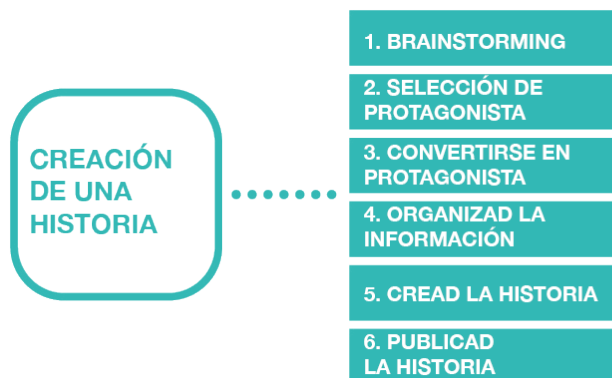 CREACIÓN
DE UNA
HISTORIA
1. BRAINSTORMING
2. SELECCIÓN DE
PROTAGONISTA
3. CONVERTIRSE EN
PROTAGONISTA
4. ORGANIZAD LA
INFORMACIÓN
5. CREAD LA HISTORIA
6. PUBLICAD
LA HISTORIA